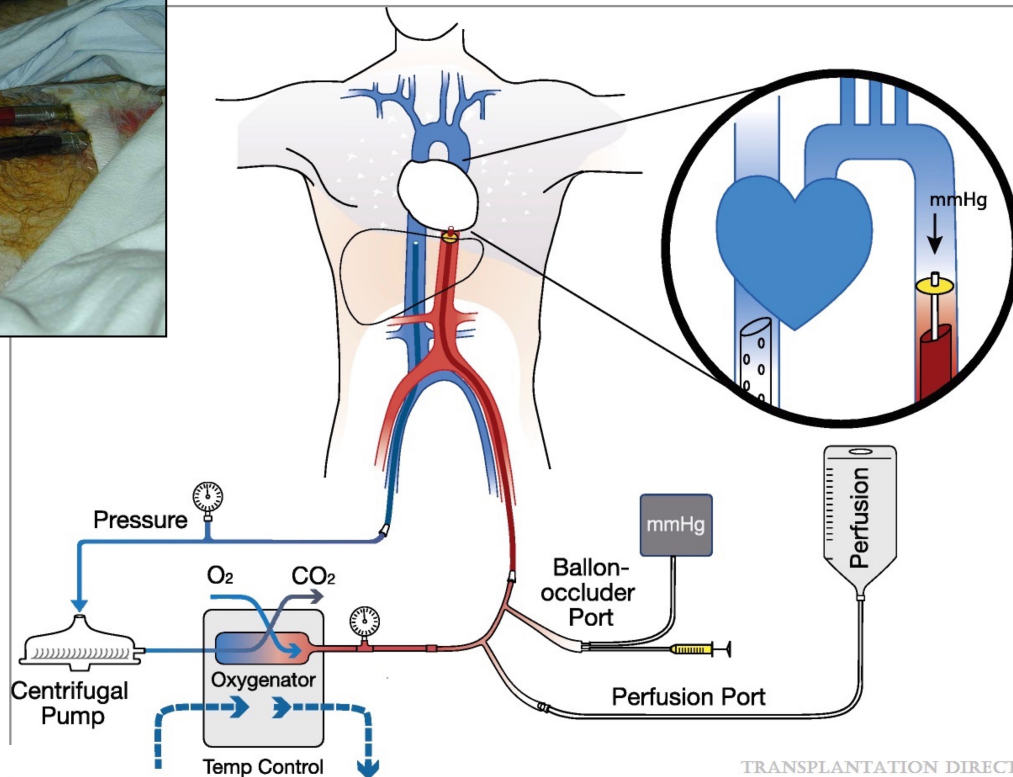 mmHg
Pressure
O₂
CO₂
mmHg
Ballon-
occluder
Port
Perfusion
Oxygenator
Centrifugal
Pump
Perfusion Port
Temp Control
TRANSPLANTATION DIRECT